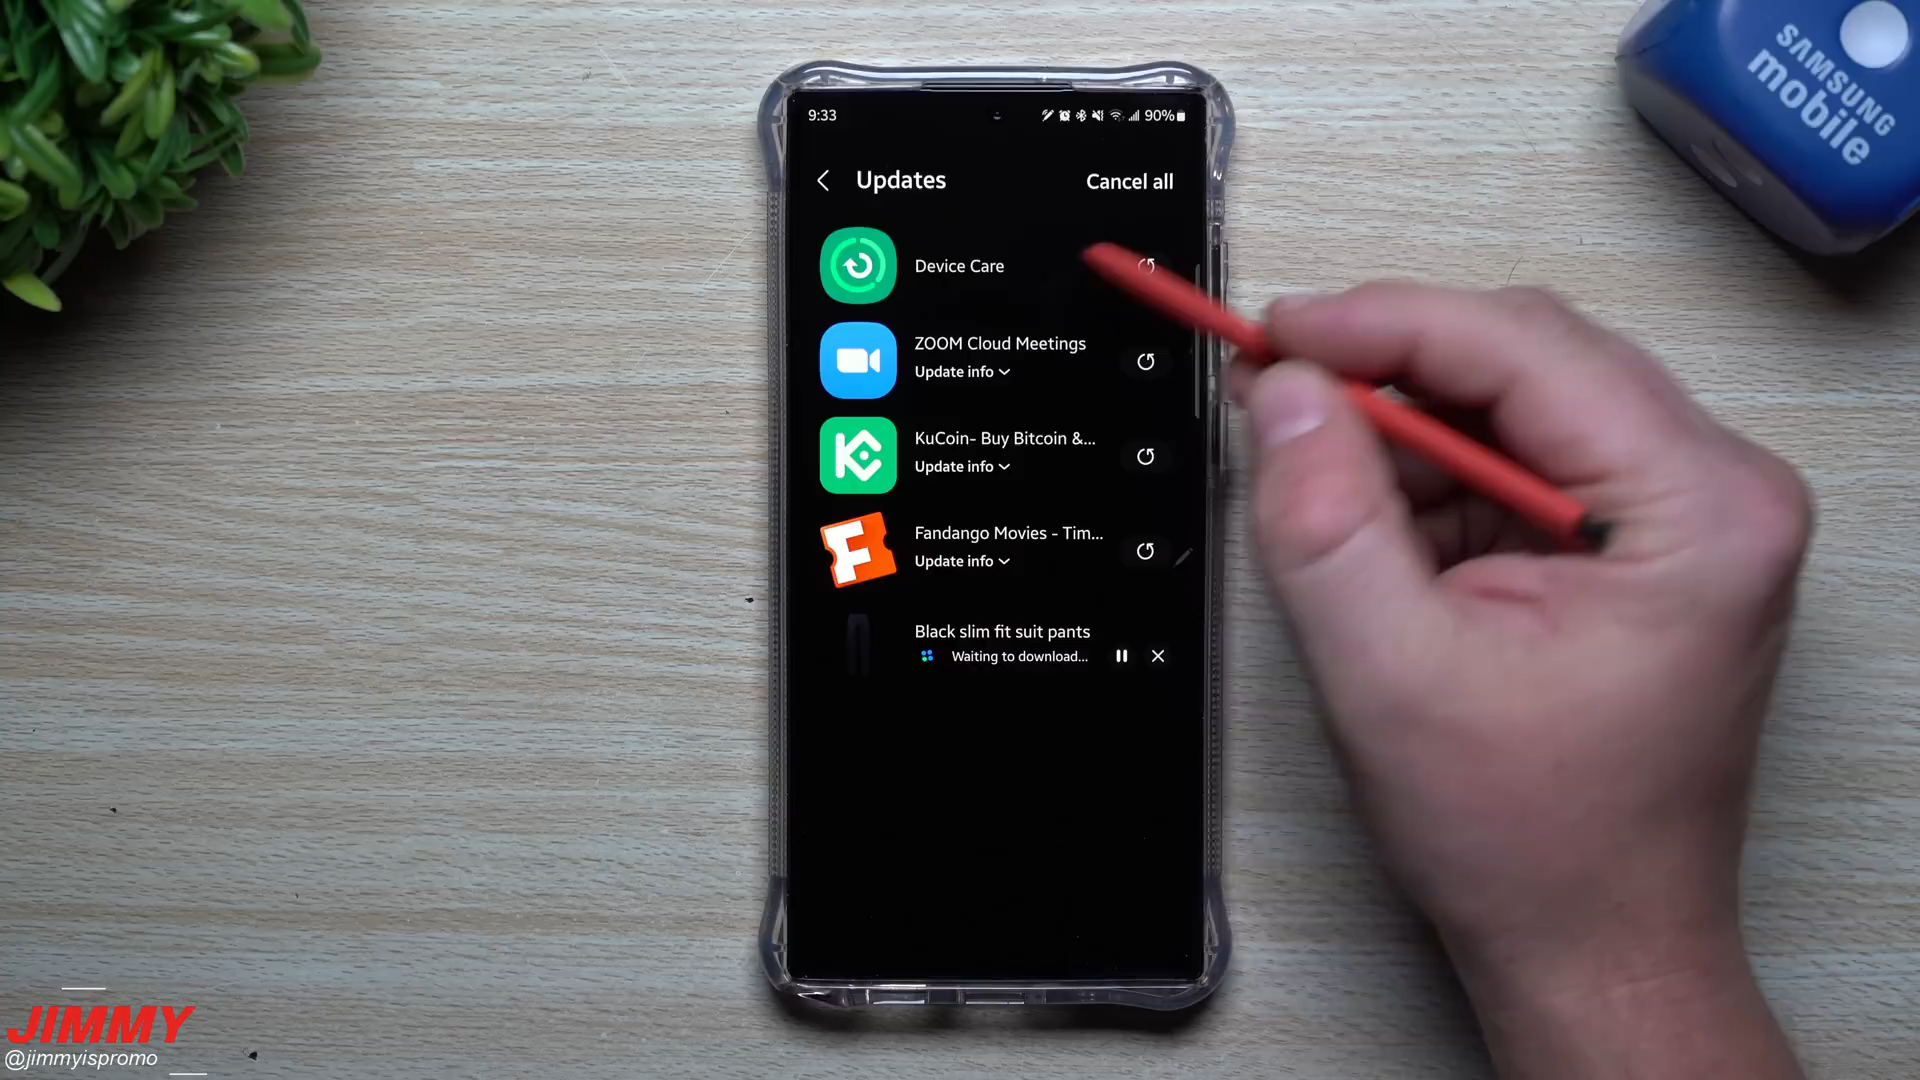 SAMSUNG
mobile
9:33
90%
Updates
Cancel all
Device Care
ZOOM Cloud Meetings
Update info
KuCoin- Buy Bitcoin &...
Update info
Fandango Movies - Tim...
Update info
Black slim fit suit pants
Waiting to download...
JIMMY
@jimmyispromo